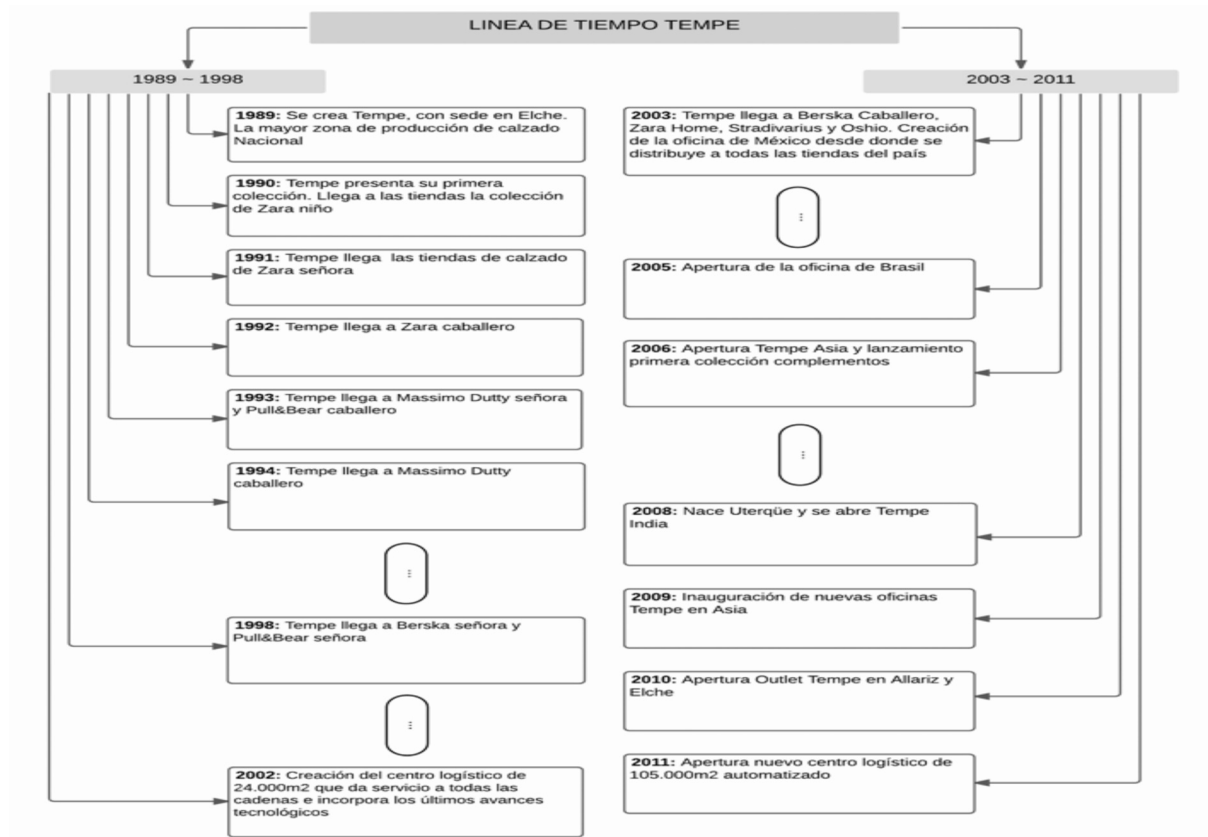 LINEA DE TIEMPO TEMPE
1989 ~ 1998
1989: Se crea Tempe, con sede en Elche.
La mayor zona de producción de calzado
Nacional
1990: Tempe presenta su primera
colección. Llega a las tiendas la colección
de Zara niño
1991: Tempe llega las tiendas de calzado
de Zara señora
1992: Tempe llega a Zara caballero
1993: Tempe llega a Massimo Dutty señora
y Pull&Bear caballero
1994: Tempe llega a Massimo Dutty
caballero
...
1998: Tempe llega a Berska señora y
Pull&Bear señora
...
2002: Creación del centro logístico de
24.000m2 que da servicio a todas las
cadenas e incorpora los últimos avances
tecnológicos
2003 ~ 2011
2003: Tempe llega a Berska Caballero,
Zara Home, Stradivarius y Oshio. Creación
de la oficina de México desde donde se
distribuye a todas las tiendas del país
...
2005: Apertura de la oficina de Brasil
2006: Apertura Tempe Asia y lanzamiento
primera colección complementos
...
2008: Nace Uterqüe y se abre Tempe
India
2009: Inauguración de nuevas oficinas
Tempe en Asia
2010: Apertura Outlet Tempe en Allariz y
Elche
2011: Apertura nuevo centro logístico de
105.000m2 automatizado